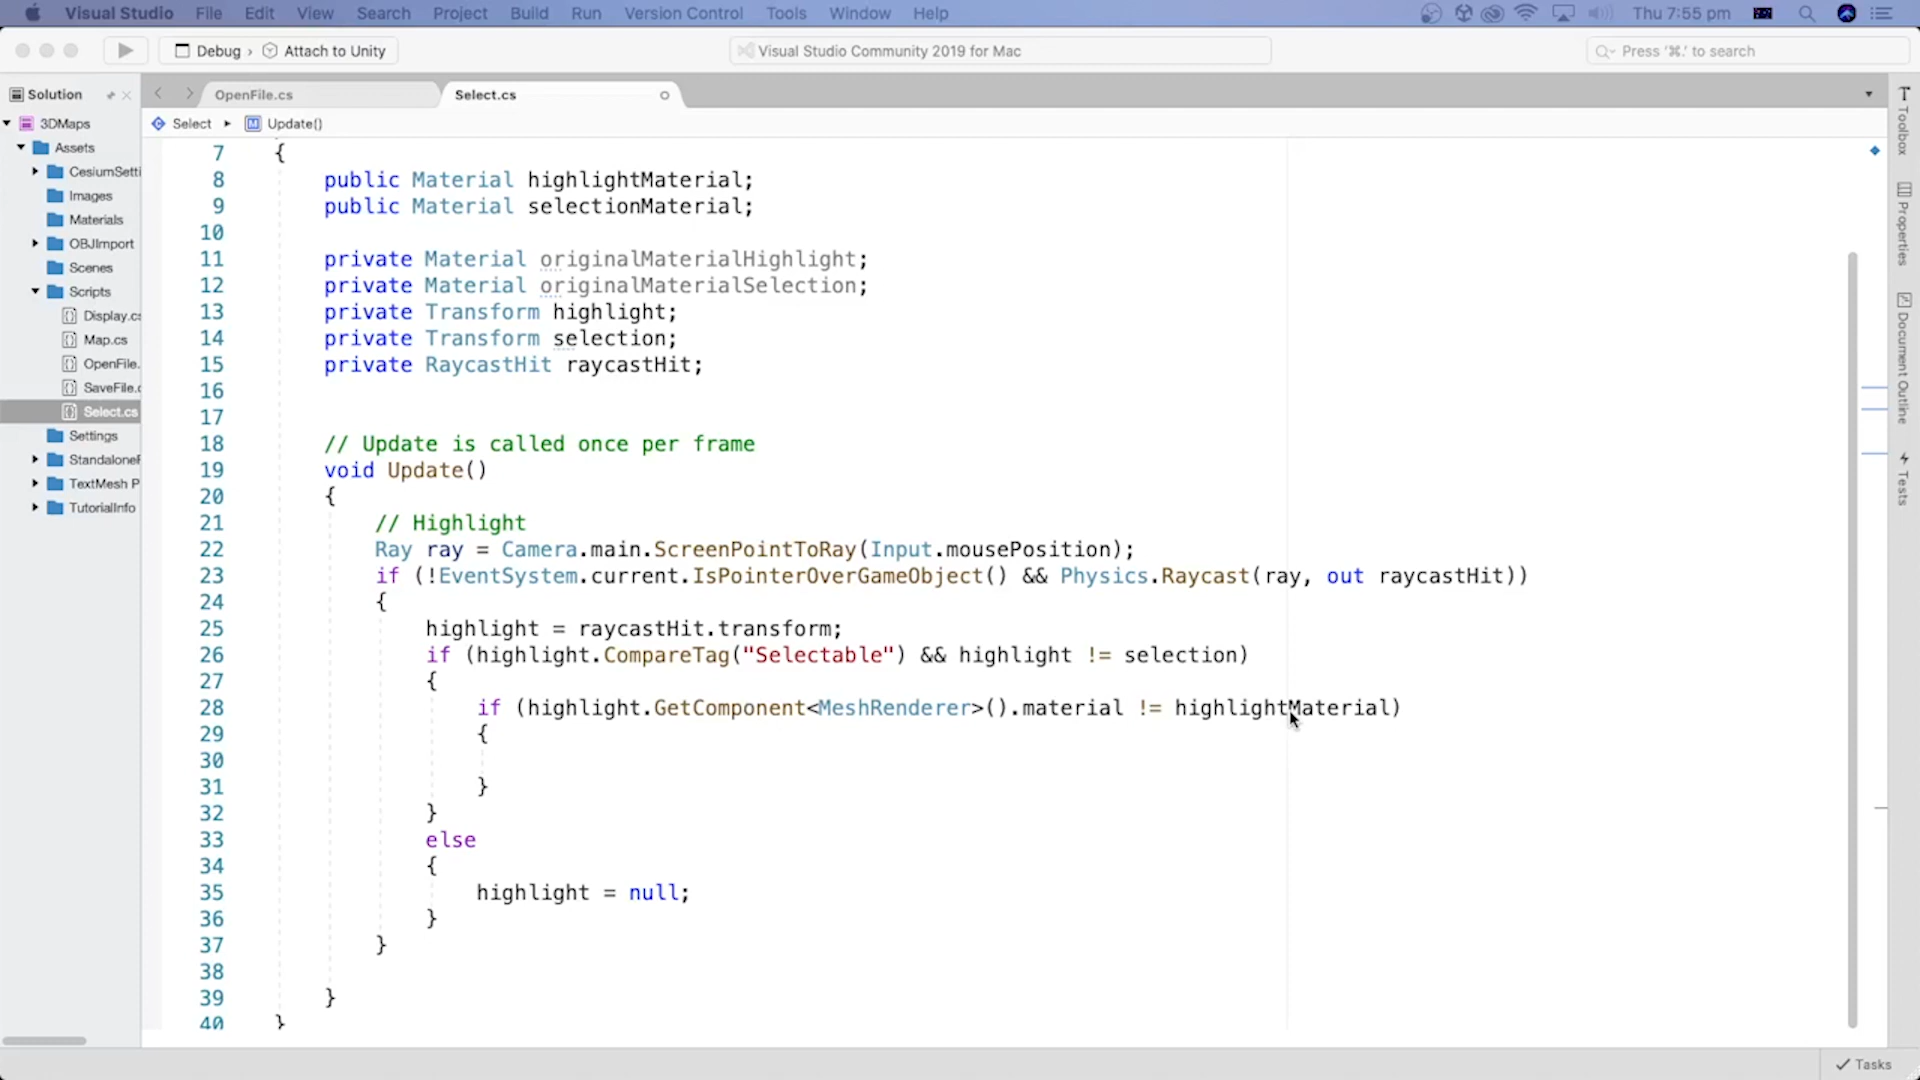 Visual Studio File Edit View Search Project Build Run Version Control Tools Window Help Thu 7:55 pm
Debug › Attach to Unity Visual Studio Community 2019 for Mac Press '⌘.' to search
Solution OpenFile.cs Select.cs
Select Update()
3DMaps
Assets
CesiumSetti
Images
Materials
OBJImport
Scenes
Scripts
Display.cs
Map.cs
OpenFile.
SaveFile.c
Select.cs
Settings
StandaloneF
TextMesh P
TutorialInfo
7 {
8 public Material highlightMaterial;
9 public Material selectionMaterial;
10
11 private Material originalMaterialHighlight;
12 private Material originalMaterialSelection;
13 private Transform highlight;
14 private Transform selection;
15 private RaycastHit raycastHit;
16
17
18 // Update is called once per frame
19 void Update()
20 {
21 // Highlight
22 Ray ray = Camera.main.ScreenPointToRay(Input.mousePosition);
23 if (!EventSystem.current.IsPointerOverGameObject() && Physics.Raycast(ray, out raycastHit))
24 {
25 highlight = raycastHit.transform;
26 if (highlight.CompareTag("Selectable") && highlight != selection)
27 {
28 if (highlight.GetComponent<MeshRenderer>().material != highlightMaterial)
29 {
30
31 }
32 }
33 else
34 {
35 highlight = null;
36 }
37 }
38
39 }
40 }
Toolbox
Properties
Document Outline
Tests
Tasks